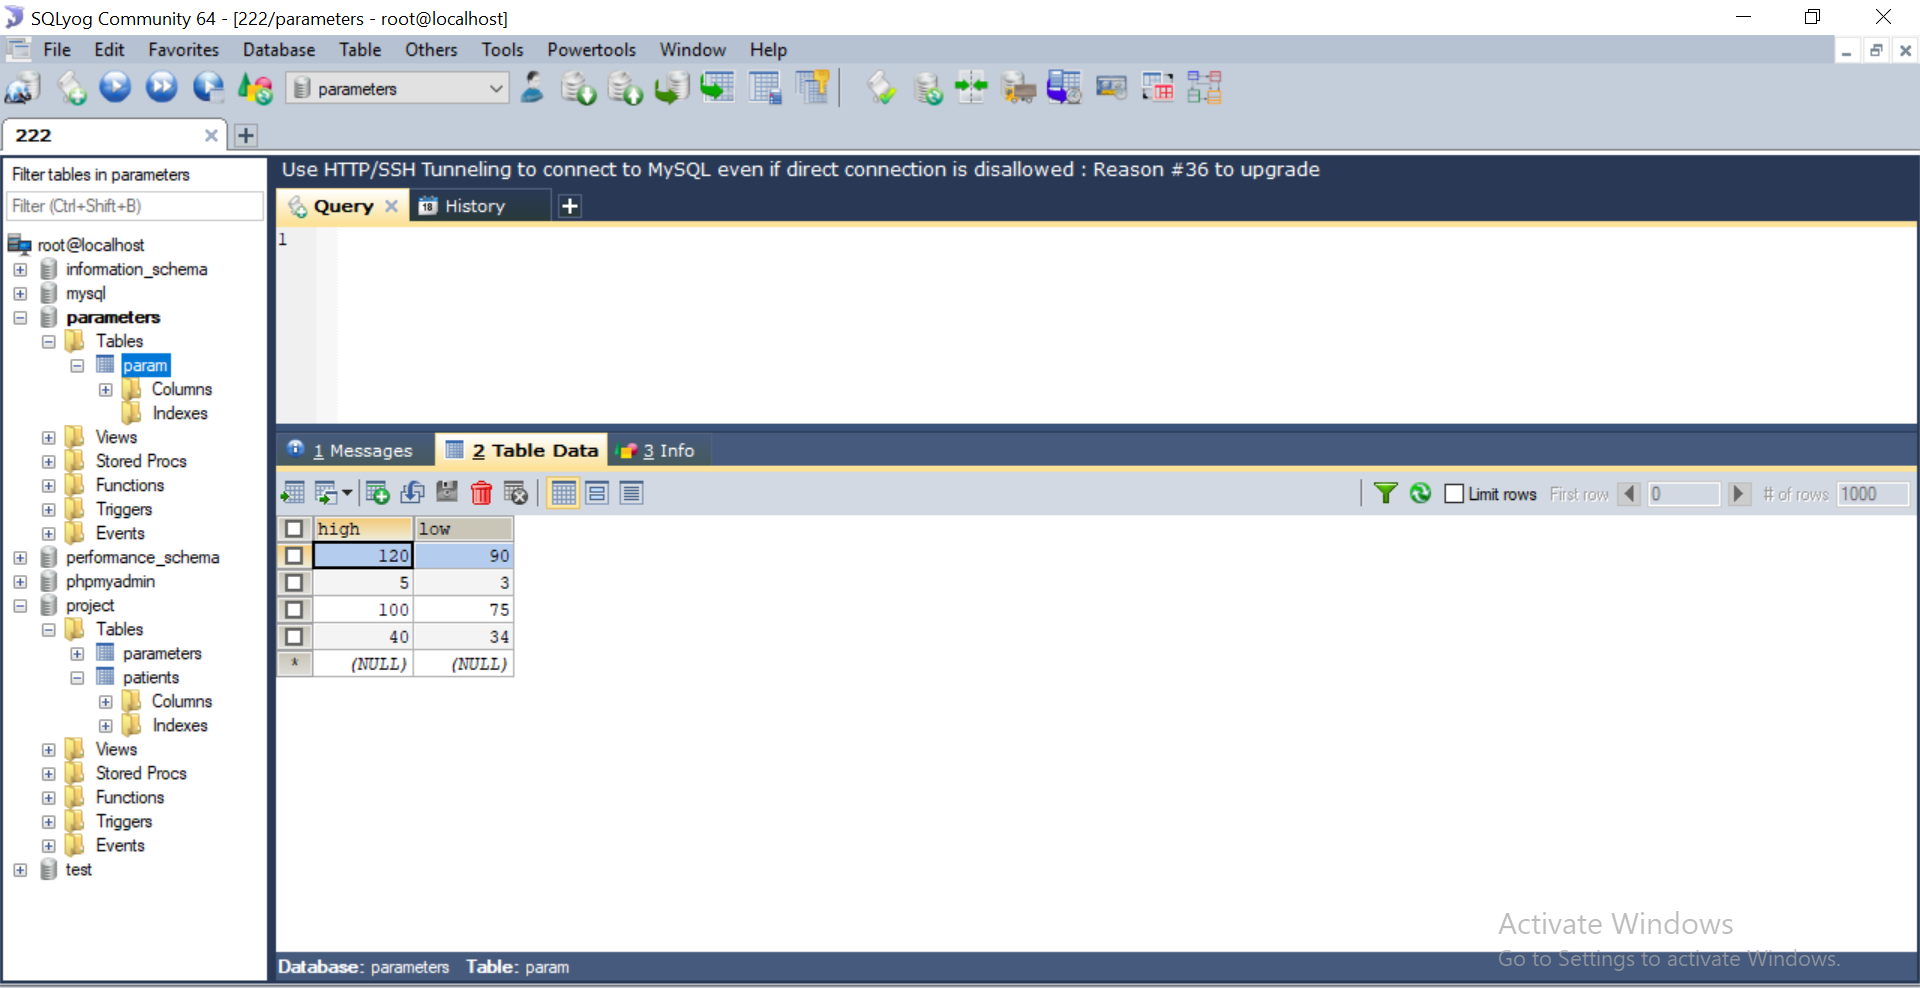 SQLyog Community 64 - [222/parameters - root@localhost]
File Edit Favorites Database Table Others Tools Powertools Window Help
parameters
222
Filter tables in parameters
Filter (Ctrl+Shift+B)
root@localhost
information_schema
mysql
parameters
Tables
param
Columns
Indexes
Views
Stored Procs
Functions
Triggers
Events
performance_schema
phpmyadmin
project
Tables
parameters
patients
Columns
Indexes
Views
Stored Procs
Functions
Triggers
Events
test
Use HTTP/SSH Tunneling to connect to MySQL even if direct connection is disallowed : Reason #36 to upgrade
Query 18 History
1
1 Messages 2 Table Data 3 Info
Limit rows First row 0 # of rows 1000
high low
120 90
5 3
100 75
40 34
* (NULL) (NULL)
Activate Windows
Go to Settings to activate Windows.
Database: parameters Table: param